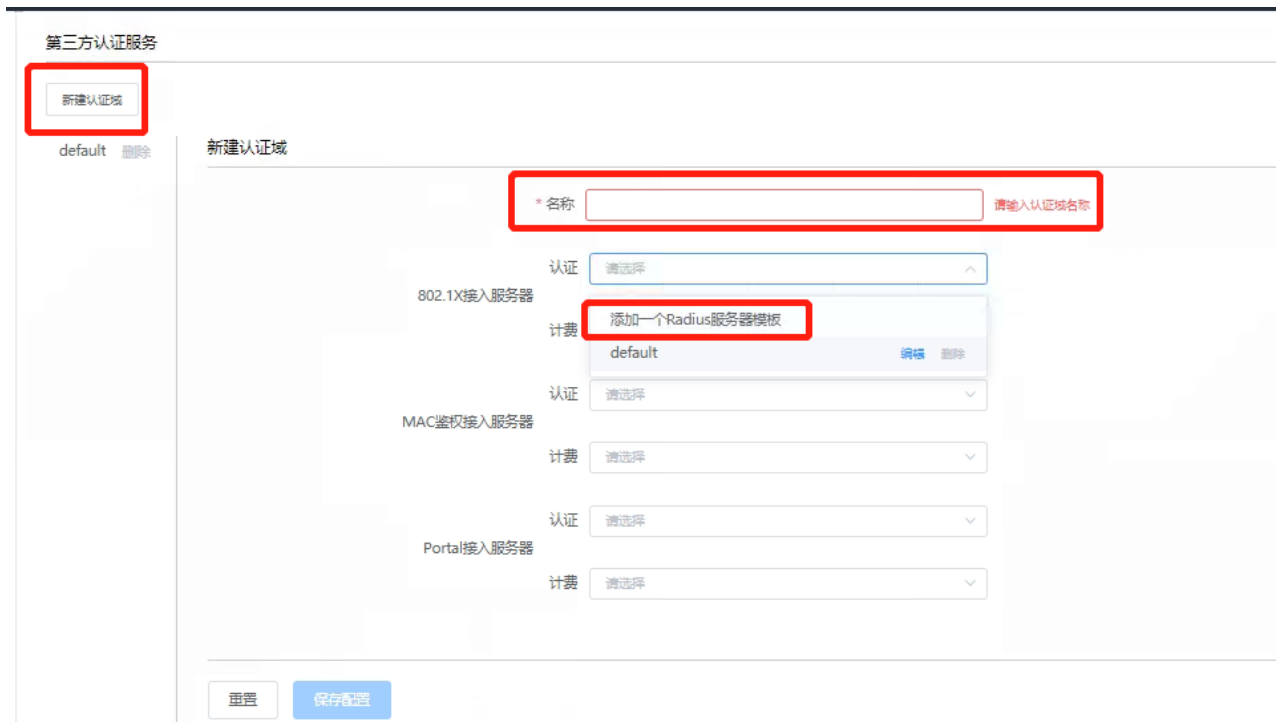 第三方认证服务
新建认证域
default 删除
新建认证域
* 名称 请输入认证域名称
认证 请选择
802.1X接入服务器
添加一个Radius服务器模板
计费
default 编辑 删除
认证 请选择
MAC鉴权接入服务器
计费 请选择
认证 请选择
Portal接入服务器
计费 请选择
重置 保存配置